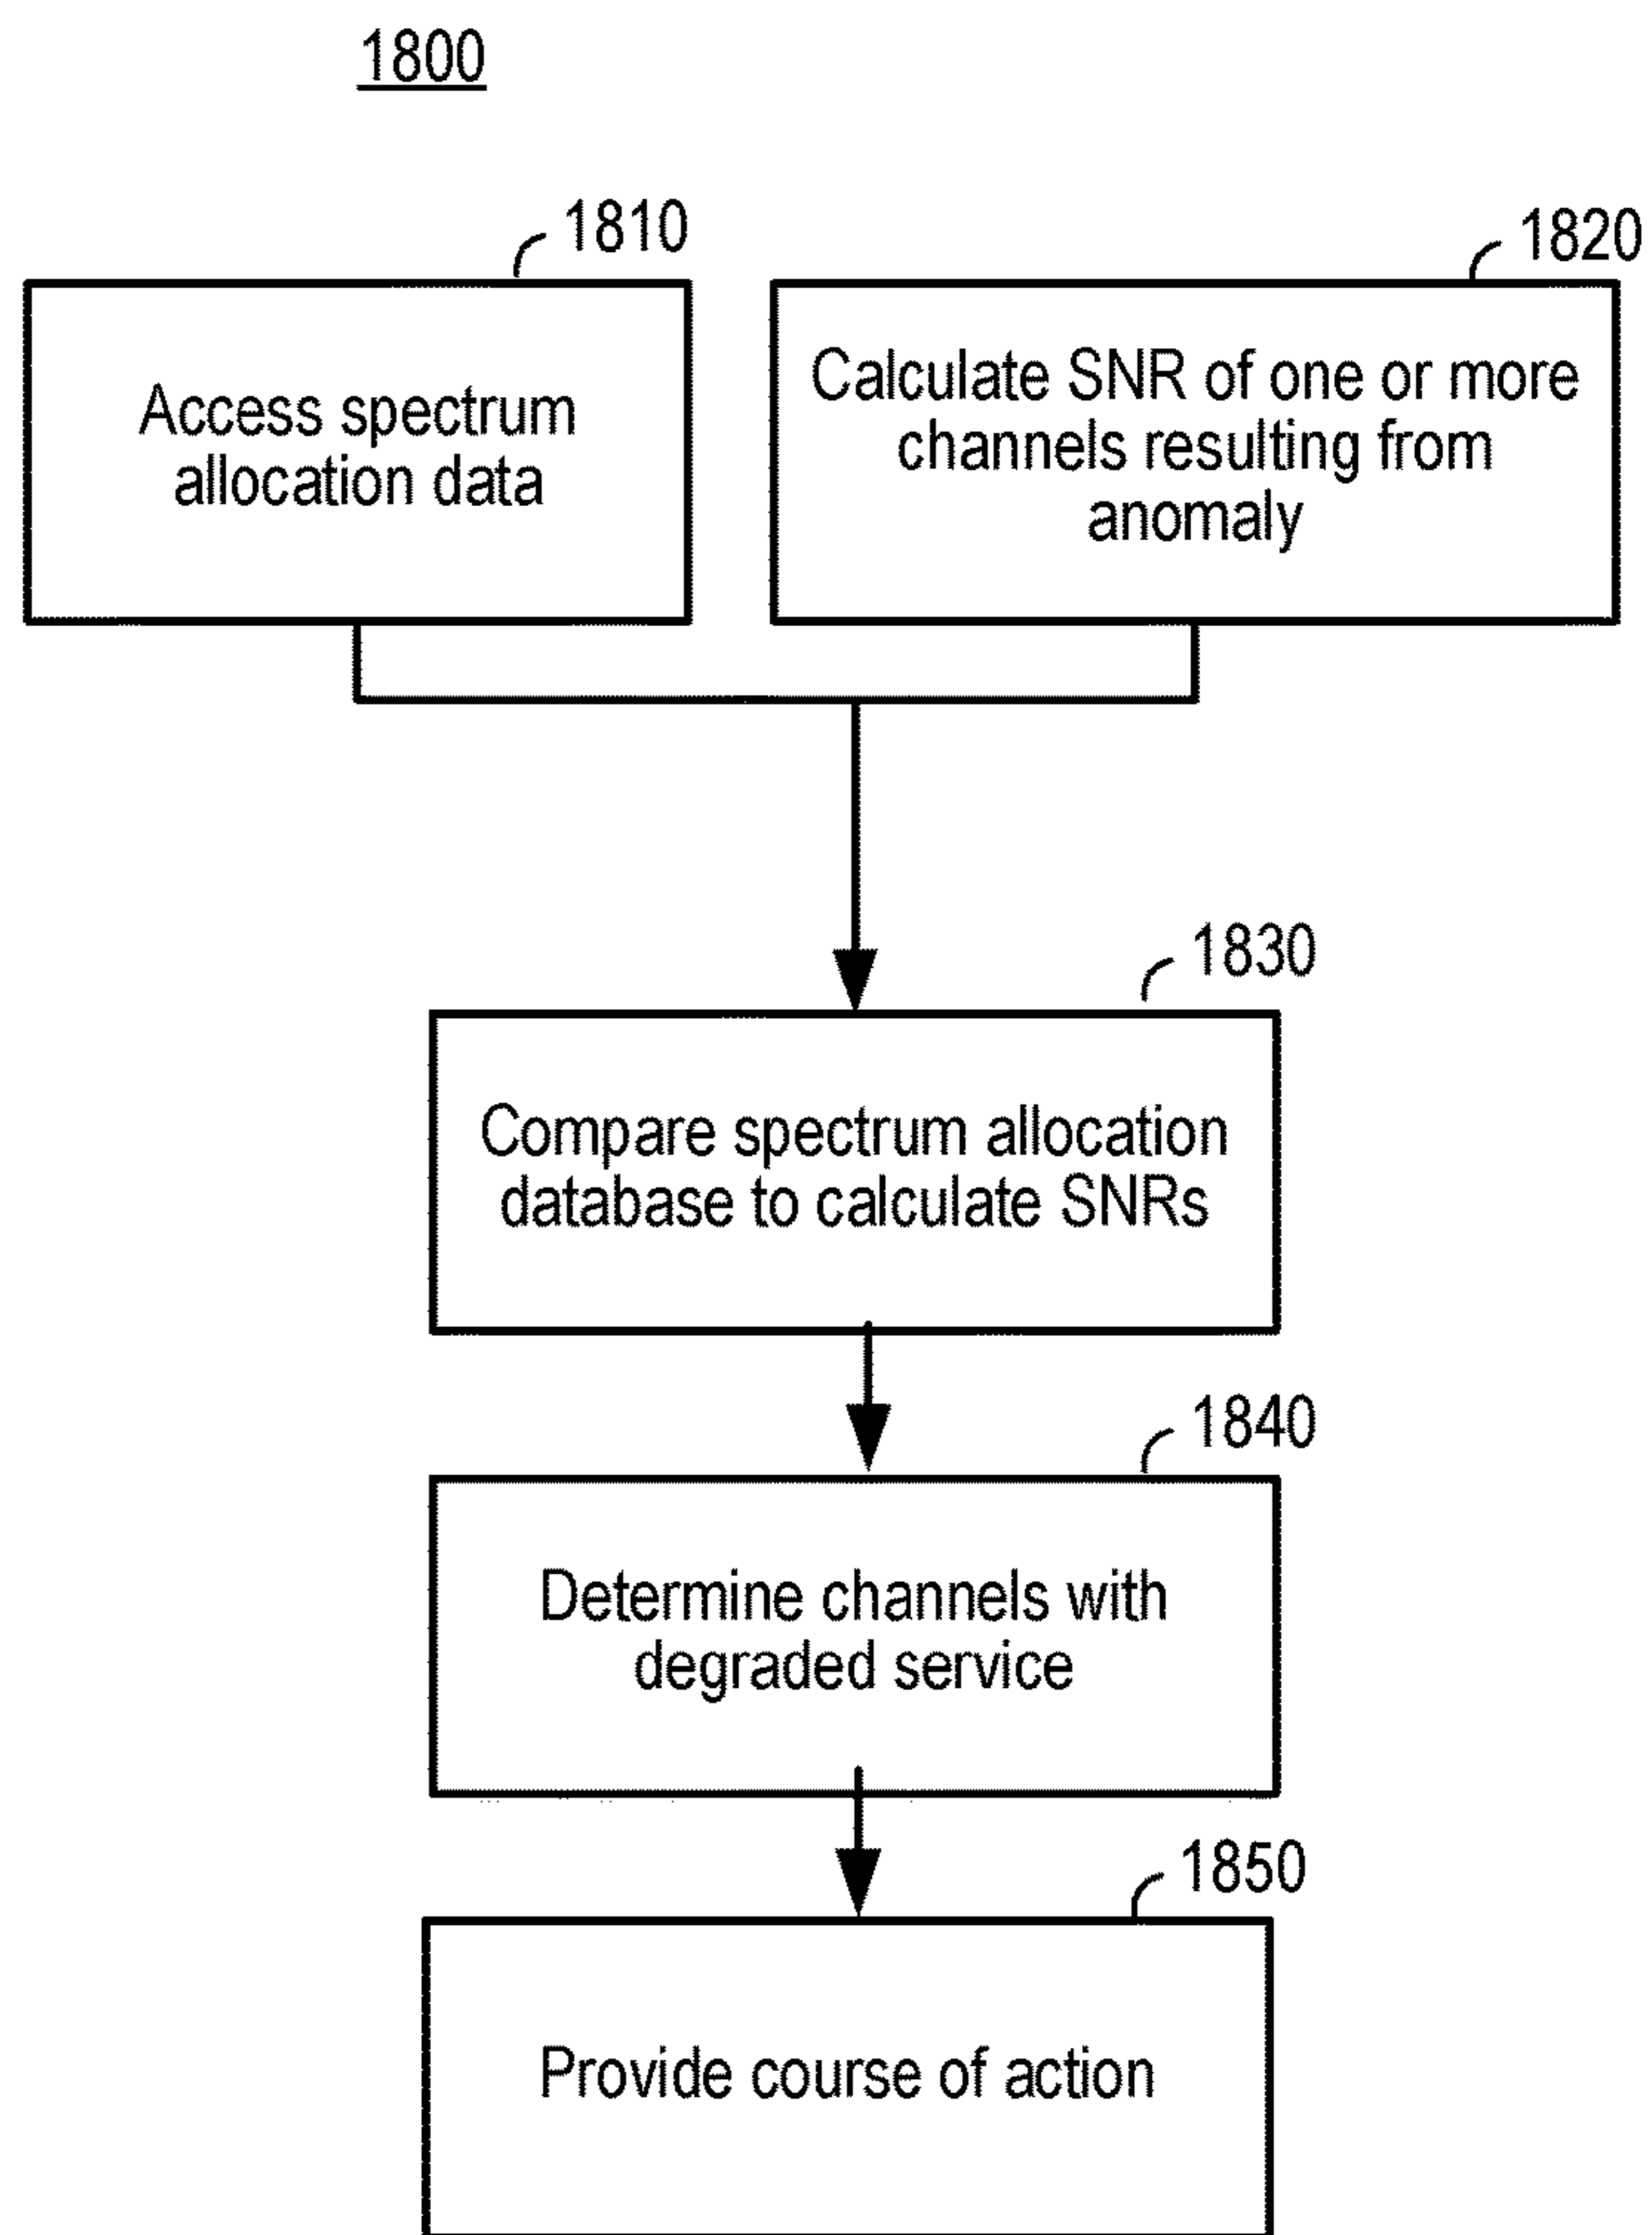 1800
1810
Access spectrum
allocation data
1820
Calculate SNR of one or more
channels resulting from
anomaly
1830
Compare spectrum allocation
database to calculate SNRs
1840
Determine channels with
degraded service
1850
Provide course of action